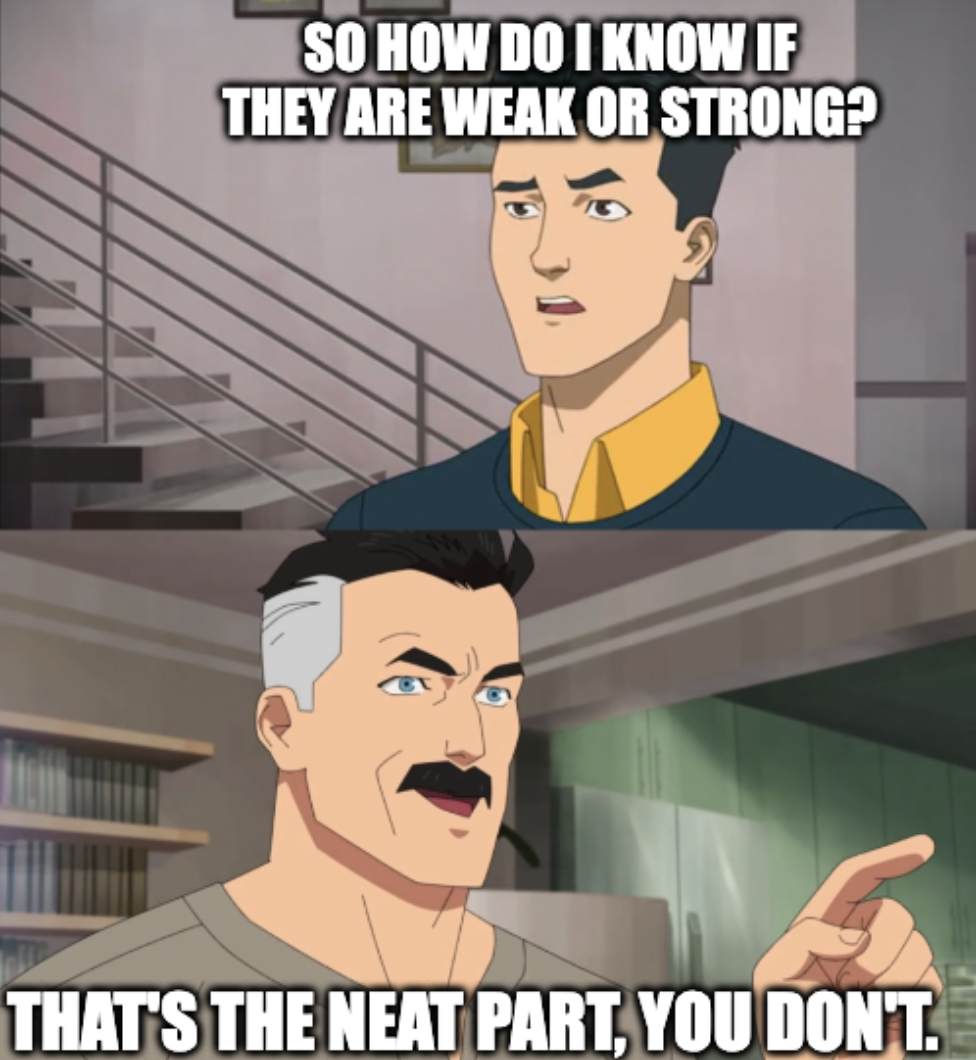 SO HOW DO I KNOW IF
THEY ARE WEAK OR STRONG?
THAT'S THE NEAT PART, YOU DON'T.